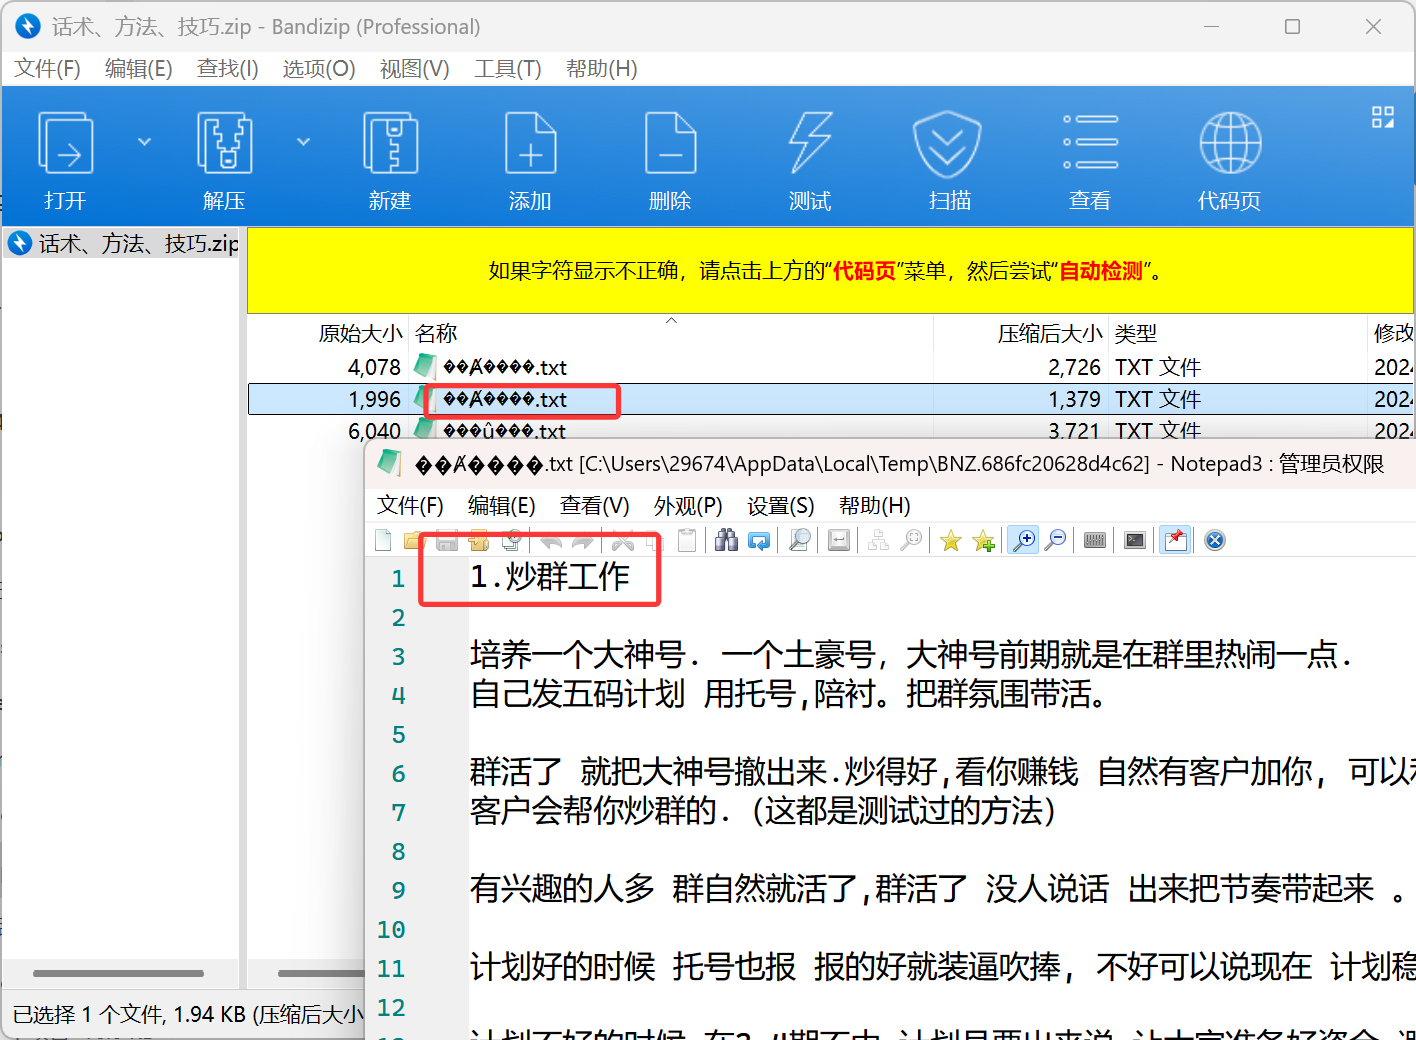 话术、方法、技巧.zip - Bandizip (Professional)
文件(F) 编辑(E) 查找(I) 选项(O) 视图(V) 工具(T) 帮助(H)
打开 解压 新建 添加 删除 测试 扫描 查看 代码页
话术、方法、技巧.zip
如果字符显示不正确，请点击上方的“代码页”菜单，然后尝试“自动检测”。
原始大小 名称 压缩后大小 类型 修改
4,078 ��Ⱥ����.txt 2,726 TXT 文件 2024
1,996 ��Ⱥ����.txt 1,379 TXT 文件 2024
6,040 ���û���.txt 3,721 TXT 文件 2024
��Ⱥ����.txt [C:\Users\29674\AppData\Local\Temp\BNZ.686fc20628d4c62] - Notepad3 : 管理员权限
文件(F) 编辑(E) 查看(V) 外观(P) 设置(S) 帮助(H)
1 1.炒群工作
2
3 培养一个大神号. 一个土豪号, 大神号前期就是在群里热闹一点.
4 自己发五码计划 用托号,陪衬。把群氛围带活。
5
6 群活了 就把大神号撤出来.炒得好,看你赚钱 自然有客户加你, 可以
7 客户会帮你炒群的.（这都是测试过的方法）
8
9 有兴趣的人多 群自然就活了,群活了 没人说话 出来把节奏带起来 。
10
11 计划好的时候 托号也报 报的好就装逼吹捧, 不好可以说现在 计划稳
12
已选择 1 个文件, 1.94 KB (压缩后大小